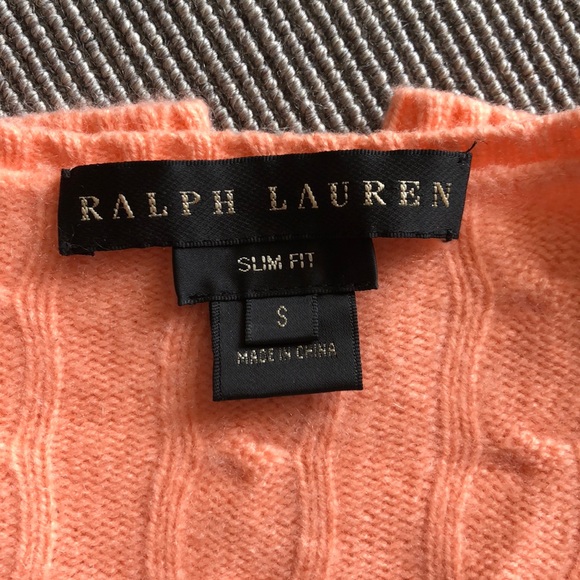 RALPH LAUREN
SLIM FIT
S
MADE IN CHINA